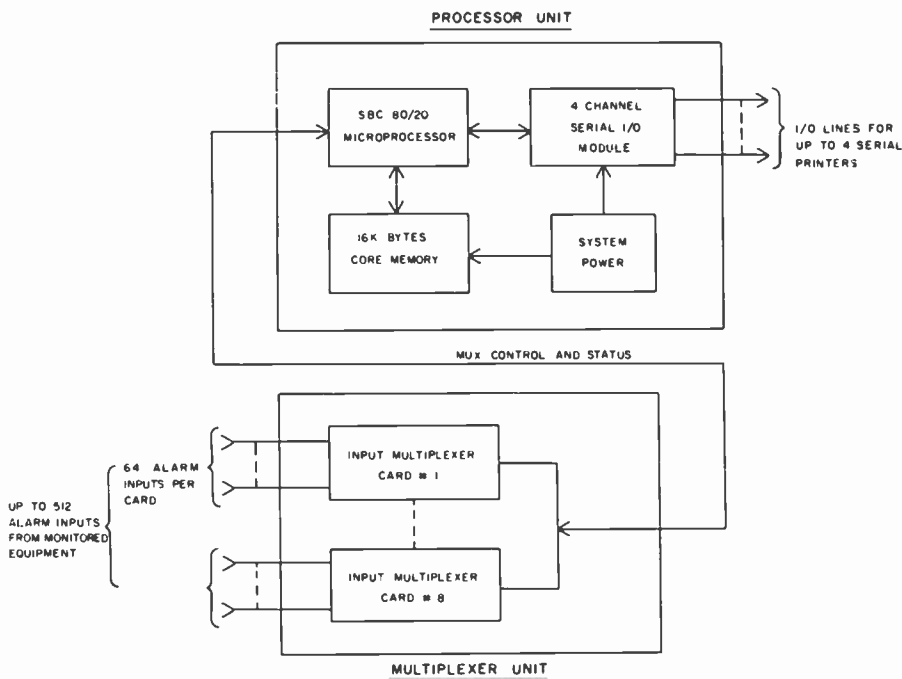 PROCESSOR UNIT
SBC 80/20
MICROPROCESSOR
4 CHANNEL
SERIAL I/O
MODULE
I/O LINES FOR
UP TO 4 SERIAL
PRINTERS
16K BYTES
CORE MEMORY
SYSTEM
POWER
MUX CONTROL AND STATUS
64 ALARM
INPUTS PER
CARD
INPUT MULTIPLEXER
CARD # 1
UP TO 512
ALARM INPUTS
FROM MONITORED
EQUIPMENT
INPUT MULTIPLEXER
CARD # 8
MULTIPLEXER UNIT